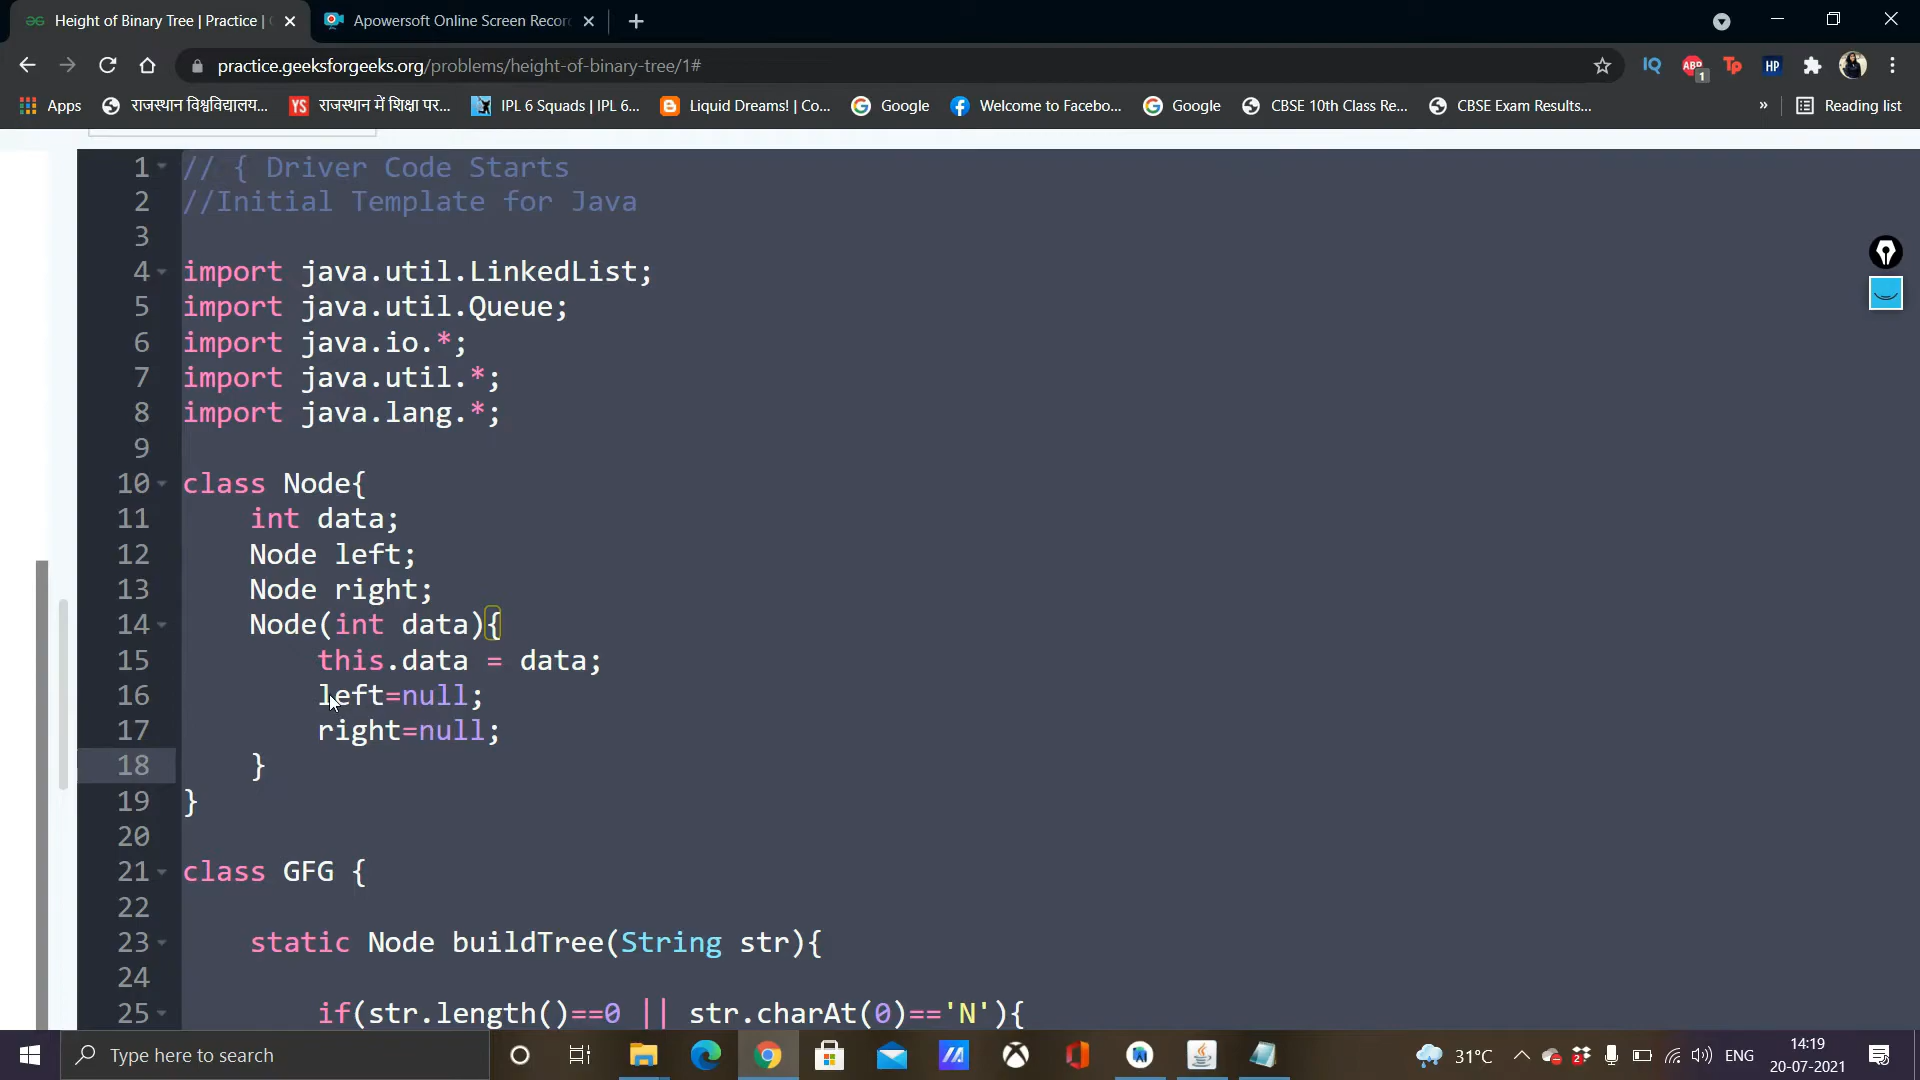 Height of Binary Tree | Practice |
Apowersoft Online Screen Recor
practice.geeksforgeeks.org/problems/height-of-binary-tree/1#
IQ
ABP
1
Tp
HP
Apps
राजस्थान विश्वविद्यालय...
YS
राजस्थान में शिक्षा पर...
IPL 6 Squads | IPL 6...
Liquid Dreams! | Co...
Google
Welcome to Facebo...
Google
CBSE 10th Class Re...
CBSE Exam Results...
»
Reading list
1 // { Driver Code Starts
2 //Initial Template for Java
3
4 import java.util.LinkedList;
5 import java.util.Queue;
6 import java.io.*;
7 import java.util.*;
8 import java.lang.*;
9
10 class Node{
11 int data;
12 Node left;
13 Node right;
14 Node(int data){
15 this.data = data;
16 left=null;
17 right=null;
18 }
19 }
20
21 class GFG {
22
23 static Node buildTree(String str){
24
25 if(str.length()==0 || str.charAt(0)=='N'){
Type here to search
31°C
2
ENG
14:19
20-07-2021